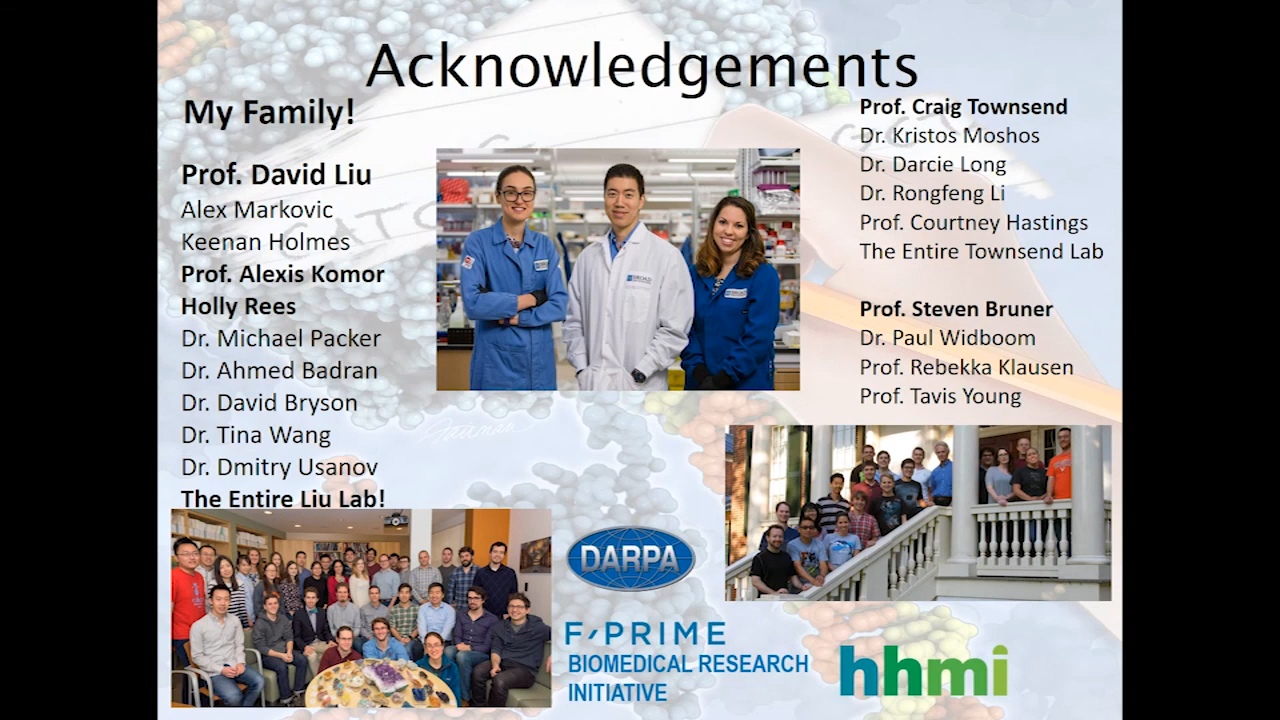 Acknowledgements
My Family!
Prof. David Liu
Alex Markovic
Keenan Holmes
Prof. Alexis Komor
Holly Rees
Dr. Michael Packer
Dr. Ahmed Badran
Dr. David Bryson
Dr. Tina Wang
Dr. Dmitry Usanov
The Entire Liu Lab!
Prof. Craig Townsend
Dr. Kristos Moshos
Dr. Darcie Long
Dr. Rongfeng Li
Prof. Courtney Hastings
The Entire Townsend Lab
Prof. Steven Bruner
Dr. Paul Widboom
Prof. Rebekka Klausen
Prof. Tavis Young
DARPA
F-PRIME
BIOMEDICAL RESEARCH
INITIATIVE
hhmi